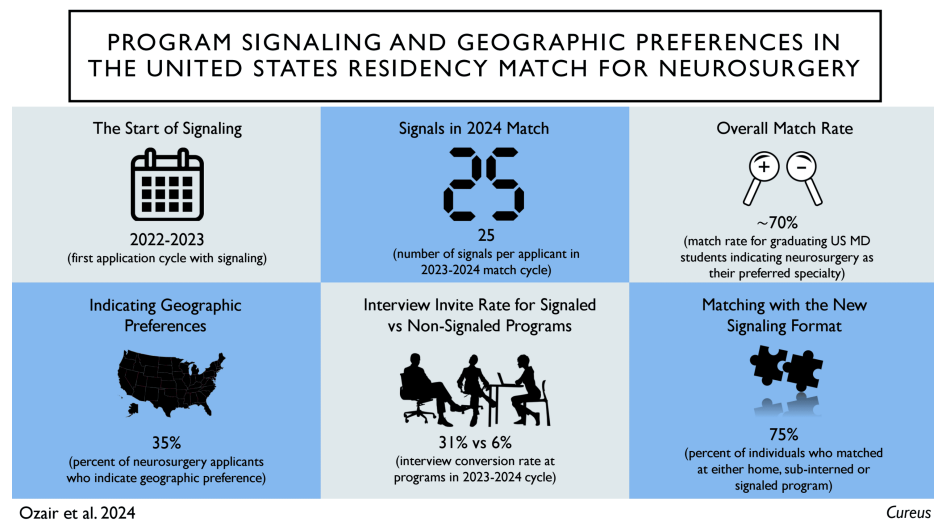 PROGRAM SIGNALING AND GEOGRAPHIC PREFERENCES IN
THE UNITED STATES RESIDENCY MATCH FOR NEUROSURGERY
The Start of Signaling
2022-2023
(first application cycle with signaling)
Signals in 2024 Match
25
25
(number of signals per applicant in
2023-2024 match cycle)
Overall Match Rate
+ −
~70%
(match rate for graduating US MD
students indicating neurosurgery as
their preferred specialty)
Indicating Geographic
Preferences
35%
(percent of neurosurgery applicants
who indicate geographic preference)
Interview Invite Rate for Signaled
vs Non-Signaled Programs
31% vs 6%
(interview conversion rate at
programs in 2023-2024 cycle)
Matching with the New
Signaling Format
75%
(percent of individuals who matched
at either home, sub-interned or
signaled program)
Ozair et al. 2024
Cureus